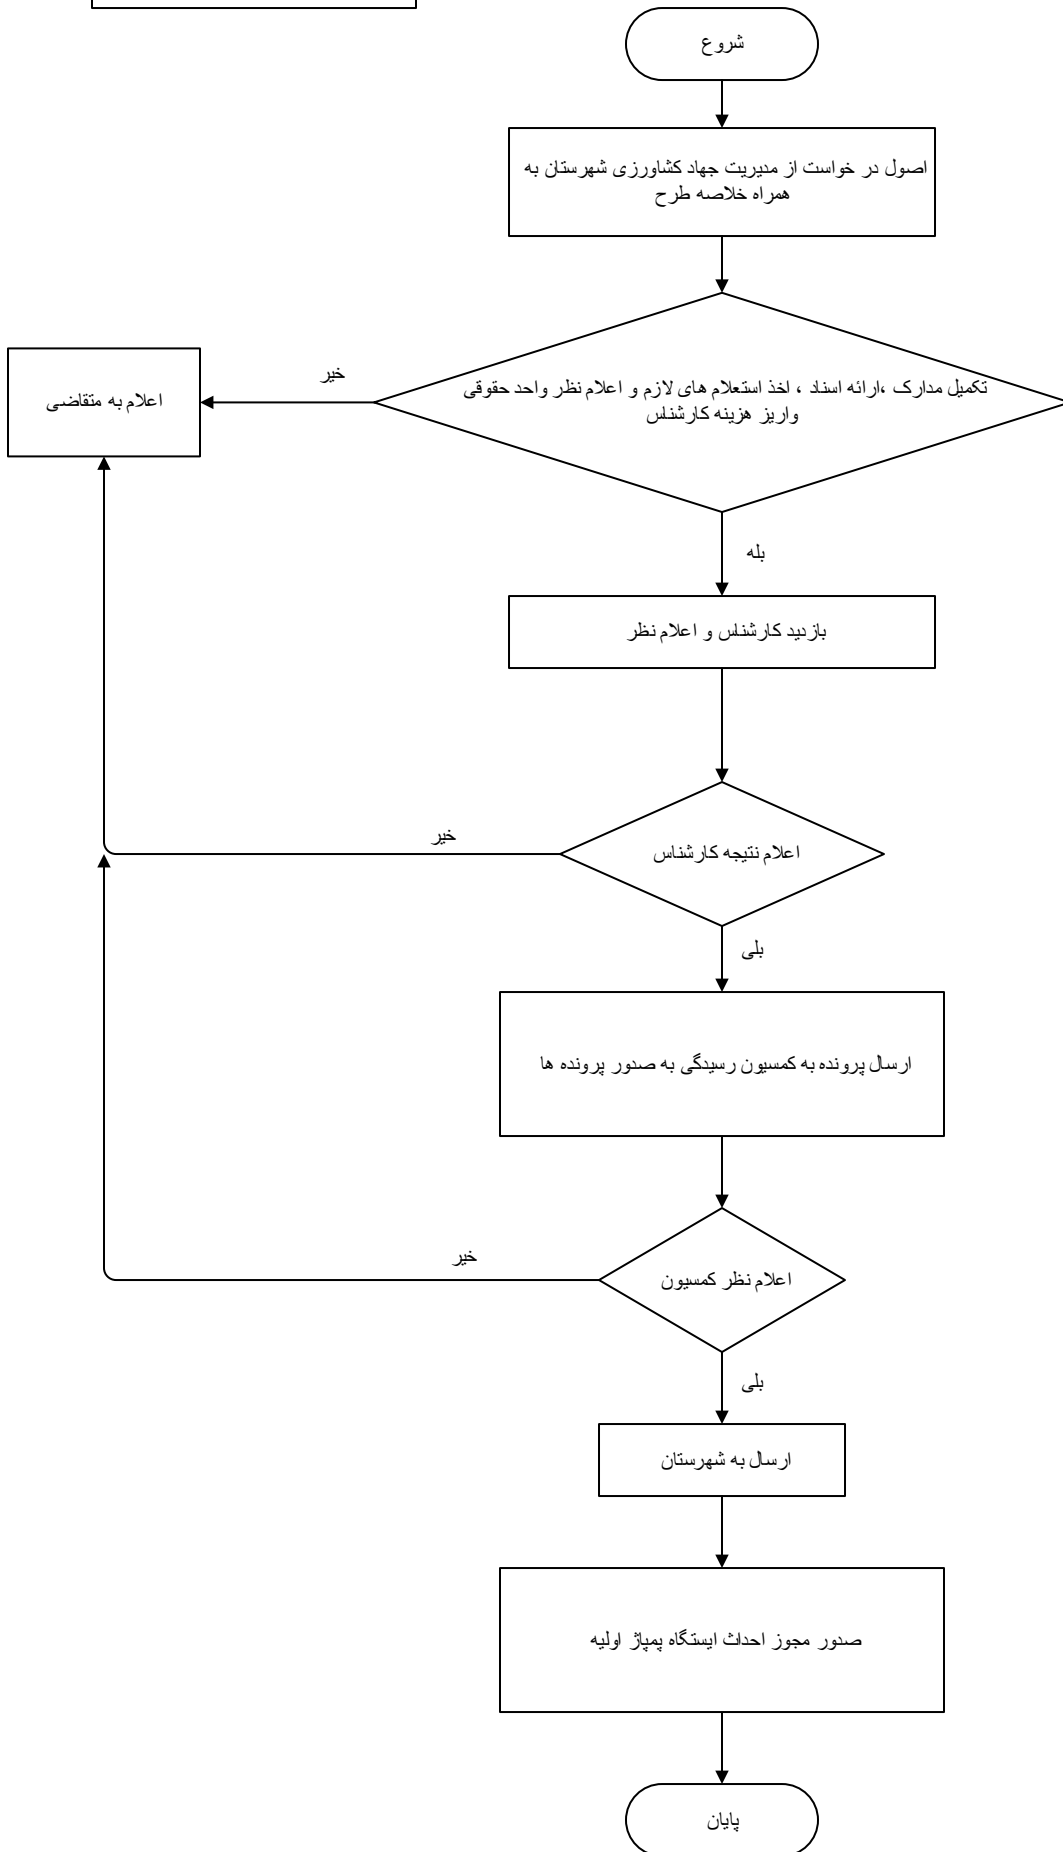 شروع
اصول در خواست از مدیریت جهاد کشاورزی شهرستان به
همراه خلاصه طرح
تکمیل مدارک ،ارائه اسناد ، اخذ استعلام های لازم و اعلام نظر واحد حقوقی
واریز هزینه کارشناس
خیر
اعلام به متقاضی
بله
بازدید کارشناس و اعلام نظر
اعلام نتیجه کارشناس
خیر
بلی
ارسال پرونده به کمسیون رسیدگی به صدور پرونده ها
اعلام نظر کمسیون
خیر
بلی
ارسال به شهرستان
صدور مجوز احداث ایستگاه پمپاژ اولیه
پایان